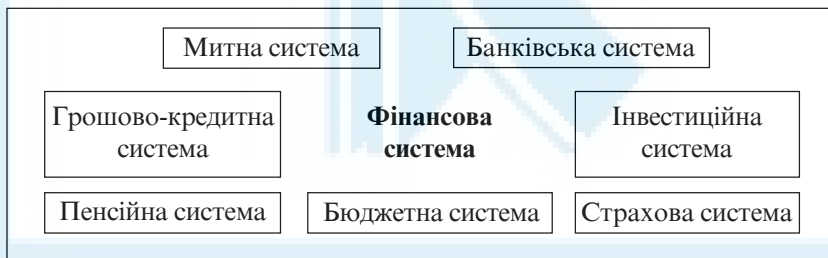 Митна система
Банківська система
Грошово-кредитна
система
Фінансова
система
Інвестиційна
система
Пенсійна система
Бюджетна система
Страхова система